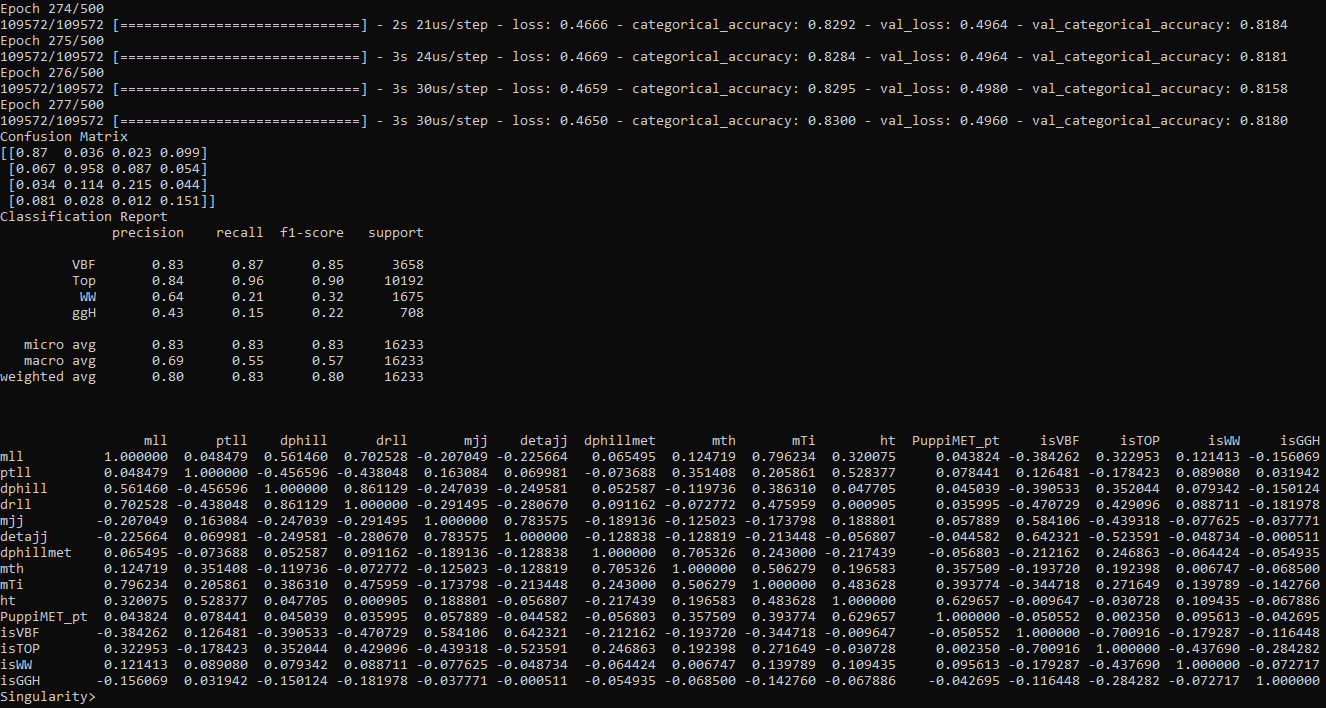 Epoch 274/500
109572/109572 [==============================] - 2s 21us/step - loss: 0.4666 - categorical_accuracy: 0.8292 - val_loss: 0.4964 - val_categorical_accuracy: 0.8184
Epoch 275/500
109572/109572 [==============================] - 3s 24us/step - loss: 0.4669 - categorical_accuracy: 0.8284 - val_loss: 0.4964 - val_categorical_accuracy: 0.8181
Epoch 276/500
109572/109572 [==============================] - 3s 30us/step - loss: 0.4659 - categorical_accuracy: 0.8295 - val_loss: 0.4980 - val_categorical_accuracy: 0.8158
Epoch 277/500
109572/109572 [==============================] - 3s 30us/step - loss: 0.4650 - categorical_accuracy: 0.8300 - val_loss: 0.4960 - val_categorical_accuracy: 0.8180
Confusion Matrix
[[0.87  0.036 0.023 0.099]
 [0.067 0.958 0.087 0.054]
 [0.034 0.114 0.215 0.044]
 [0.081 0.028 0.012 0.151]]
Classification Report
              precision    recall  f1-score   support

         VBF       0.83      0.87      0.85      3658
         Top       0.84      0.96      0.90     10192
          WW       0.64      0.21      0.32      1675
         ggH       0.43      0.15      0.22       708

   micro avg       0.83      0.83      0.83     16233
   macro avg       0.69      0.55      0.57     16233
weighted avg       0.80      0.83      0.80     16233

mll ptll dphill drll mjj detajj dphillmet mth mTi ht PuppiMET_pt isVBF isTOP isWW isGGH
mll 1.000000 0.048479 0.561460 0.702528 -0.207049 -0.225664 0.065495 0.124719 0.796234 0.320075 0.043824 -0.384262 0.322953 0.121413 -0.156069
ptll 0.048479 1.000000 -0.456596 -0.438048 0.163084 0.069981 -0.073688 0.351408 0.205861 0.528377 0.078441 0.126481 -0.178423 0.089080 0.031942
dphill 0.561460 -0.456596 1.000000 0.861129 -0.247039 -0.249581 0.052587 -0.119736 0.386310 0.047705 0.045039 -0.390533 0.352044 0.079342 -0.150124
drll 0.702528 -0.438048 0.861129 1.000000 -0.291495 -0.280670 0.091162 -0.072772 0.475959 0.000905 0.035995 -0.470729 0.429096 0.088711 -0.181978
mjj -0.207049 0.163084 -0.247039 -0.291495 1.000000 0.783575 -0.189136 -0.125023 -0.173798 0.188801 0.057889 0.584106 -0.439318 -0.077625 -0.037771
detajj -0.225664 0.069981 -0.249581 -0.280670 0.783575 1.000000 -0.128838 -0.128819 -0.213448 -0.056807 -0.044582 0.642321 -0.523591 -0.048734 -0.000511
dphillmet 0.065495 -0.073688 0.052587 0.091162 -0.189136 -0.128838 1.000000 0.705326 0.243000 -0.217439 -0.056803 -0.212162 0.246863 -0.064424 -0.054935
mth 0.124719 0.351408 -0.119736 -0.072772 -0.125023 -0.128819 0.705326 1.000000 0.506279 0.196583 0.357509 -0.193720 0.192398 0.006747 -0.068500
mTi 0.796234 0.205861 0.386310 0.475959 -0.173798 -0.213448 0.243000 0.506279 1.000000 0.483628 0.393774 -0.344718 0.271649 0.139789 -0.142760
ht 0.320075 0.528377 0.047705 0.000905 0.188801 -0.056807 -0.217439 0.196583 0.483628 1.000000 0.629657 -0.009647 -0.030728 0.109435 -0.067886
PuppiMET_pt 0.043824 0.078441 0.045039 0.035995 0.057889 -0.044582 -0.056803 0.357509 0.393774 0.629657 1.000000 -0.050552 0.002350 0.095613 -0.042695
isVBF -0.384262 0.126481 -0.390533 -0.470729 0.584106 0.642321 -0.212162 -0.193720 -0.344718 -0.009647 -0.050552 1.000000 -0.700916 -0.179287 -0.116448
isTOP 0.322953 -0.178423 0.352044 0.429096 -0.439318 -0.523591 0.246863 0.192398 0.271649 -0.030728 0.002350 -0.700916 1.000000 -0.437690 -0.284282
isWW 0.121413 0.089080 0.079342 0.088711 -0.077625 -0.048734 -0.064424 0.006747 0.139789 0.109435 0.095613 -0.179287 -0.437690 1.000000 -0.072717
isGGH -0.156069 0.031942 -0.150124 -0.181978 -0.037771 -0.000511 -0.054935 -0.068500 -0.142760 -0.067886 -0.042695 -0.116448 -0.284282 -0.072717 1.000000
Singularity>